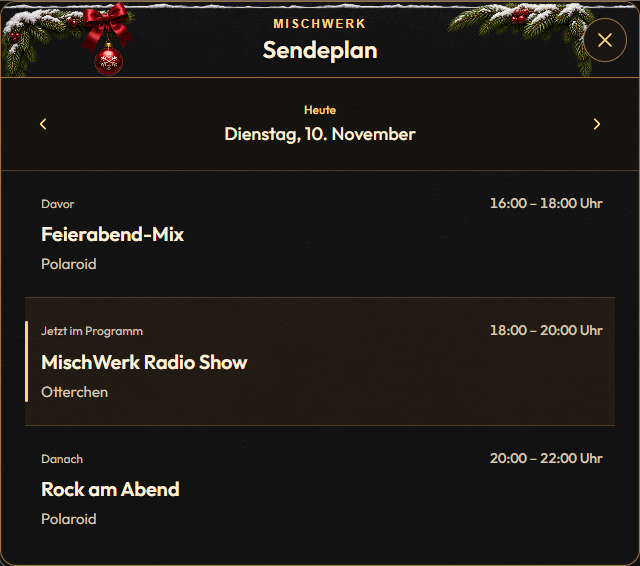 MISCHWERK
Sendeplan
Heute
Dienstag, 10. November
Davor
16:00 – 18:00 Uhr
Feierabend-Mix
Polaroid
Jetzt im Programm
18:00 – 20:00 Uhr
MischWerk Radio Show
Otterchen
Danach
20:00 – 22:00 Uhr
Rock am Abend
Polaroid